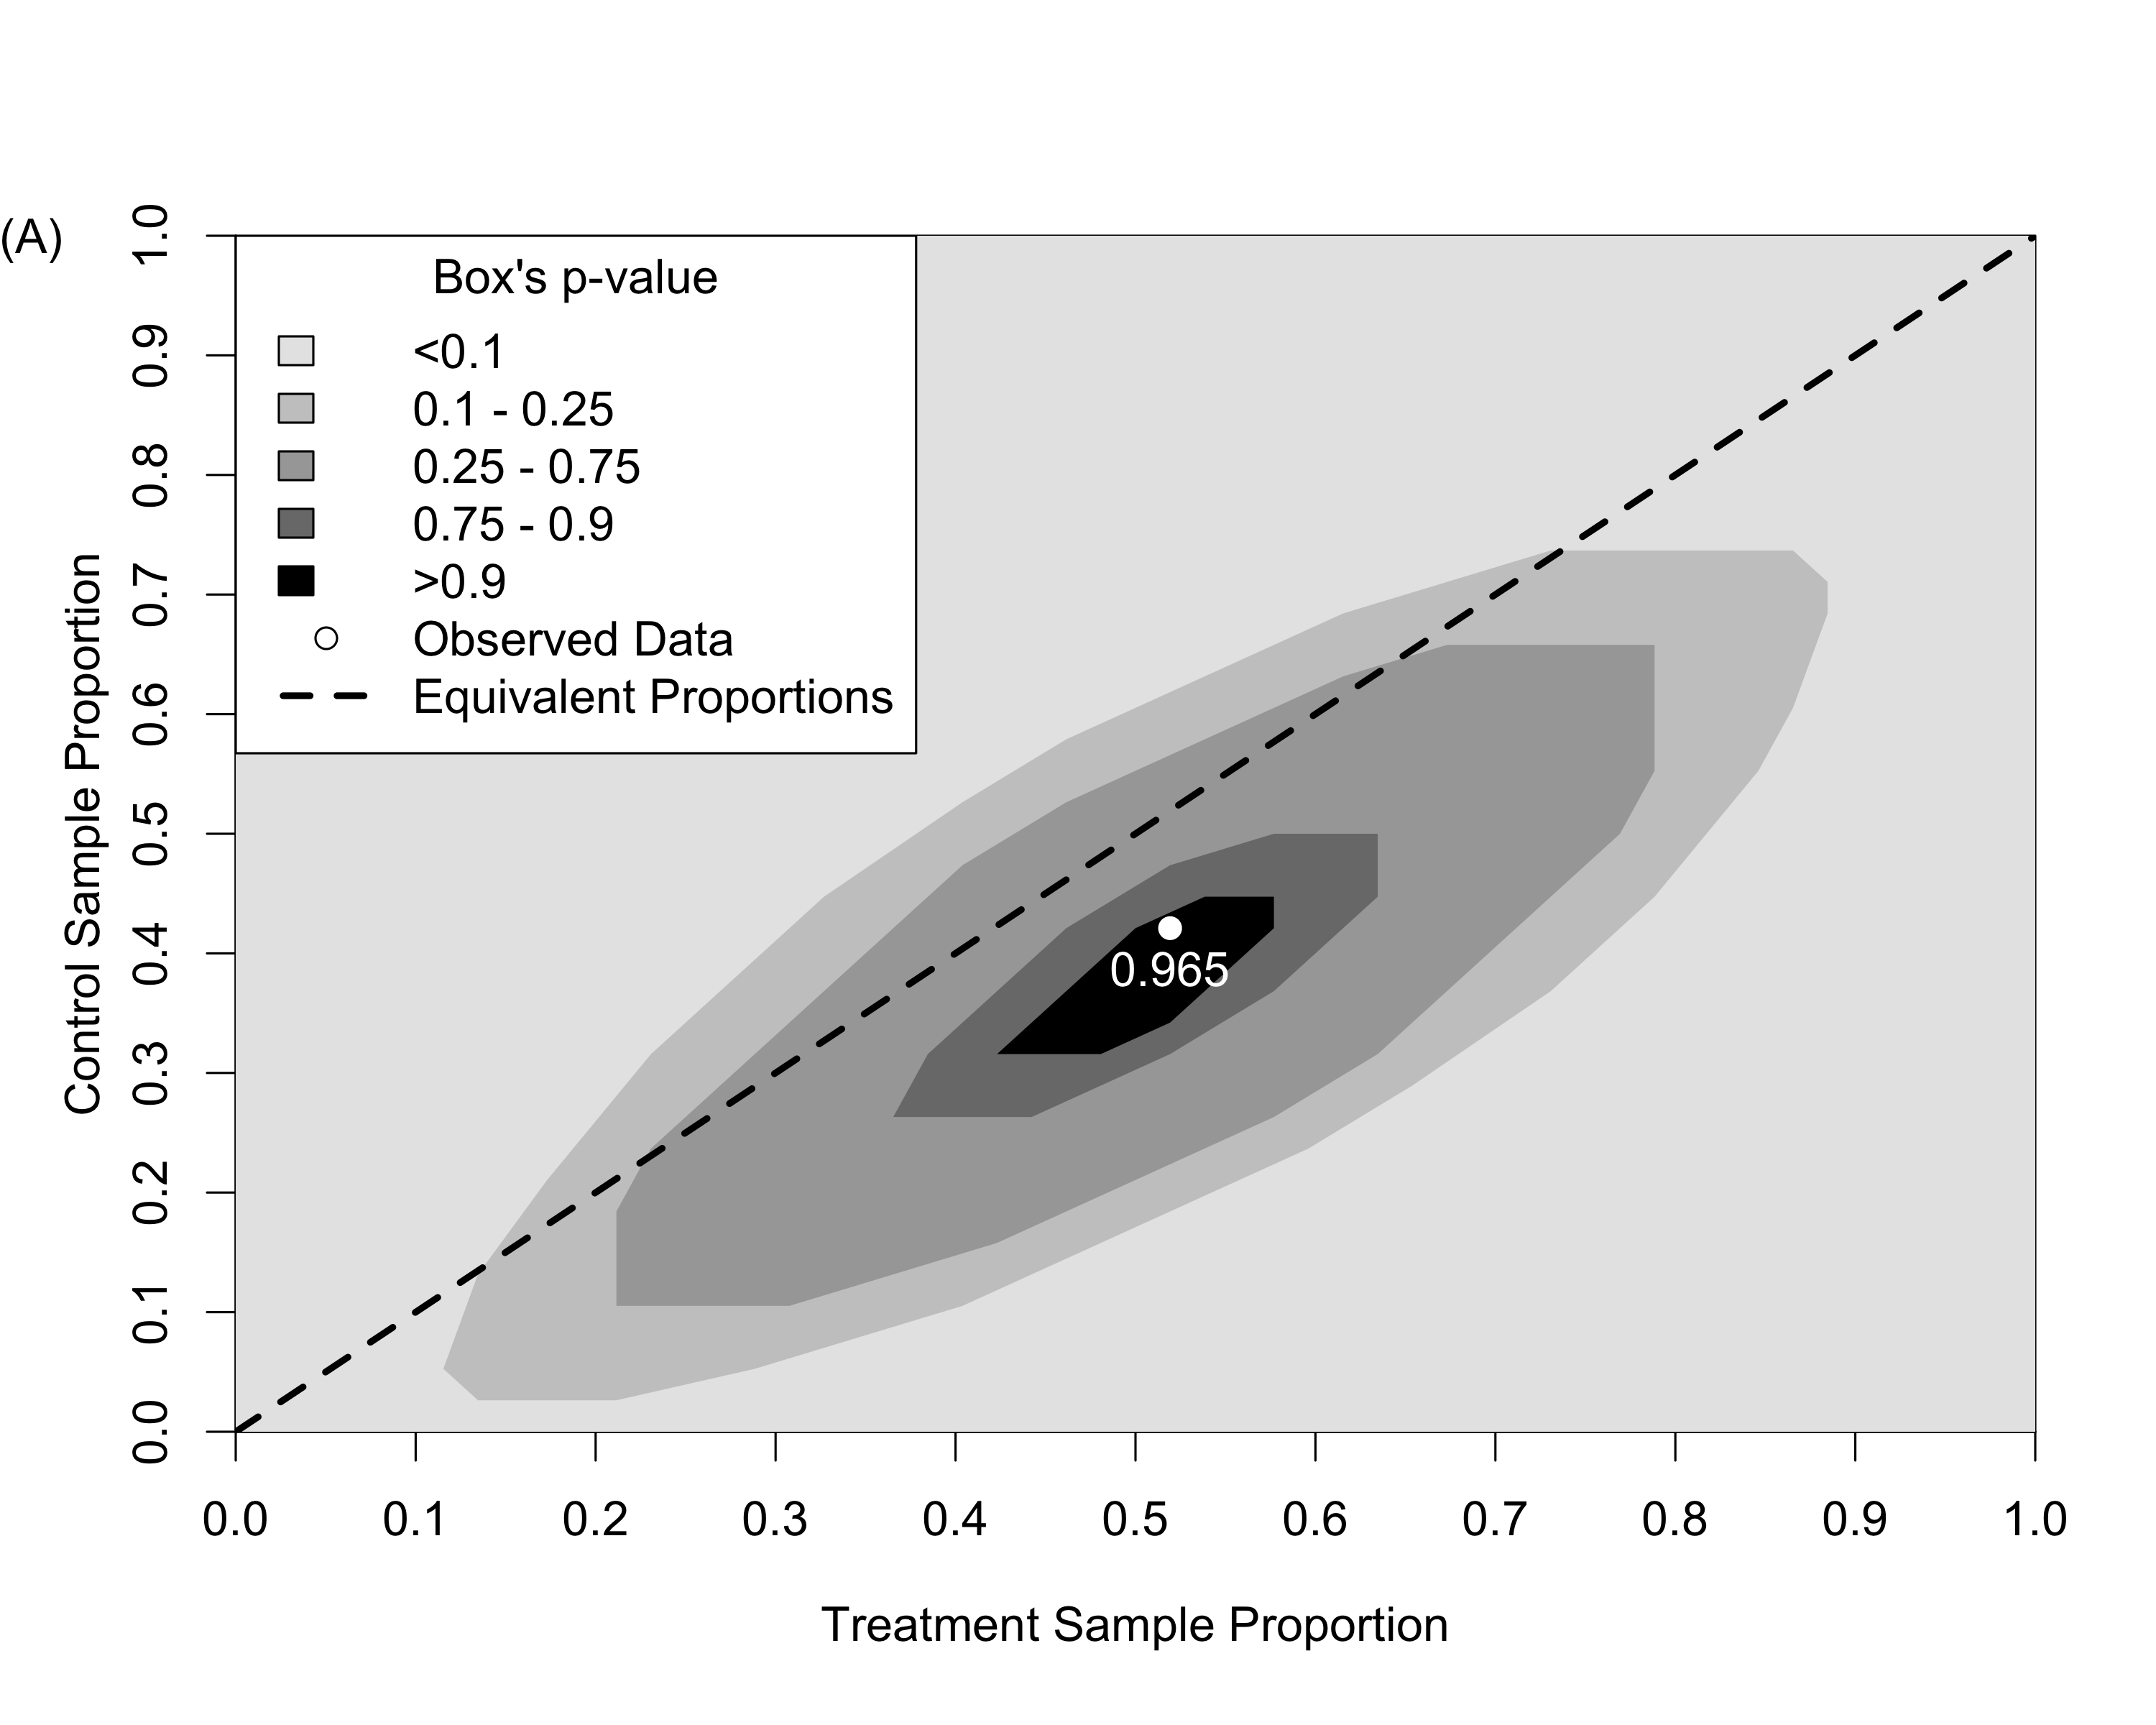 (A)
Box's p-value
<0.1
0.1 - 0.25
0.25 - 0.75
0.75 - 0.9
>0.9
Observed Data
Equivalent Proportions
0.965
Control Sample Proportion
1.0
0.9
0.8
0.7
0.6
0.5
0.4
0.3
0.2
0.1
0.0
0.0 0.1 0.2 0.3 0.4 0.5 0.6 0.7 0.8 0.9 1.0
Treatment Sample Proportion